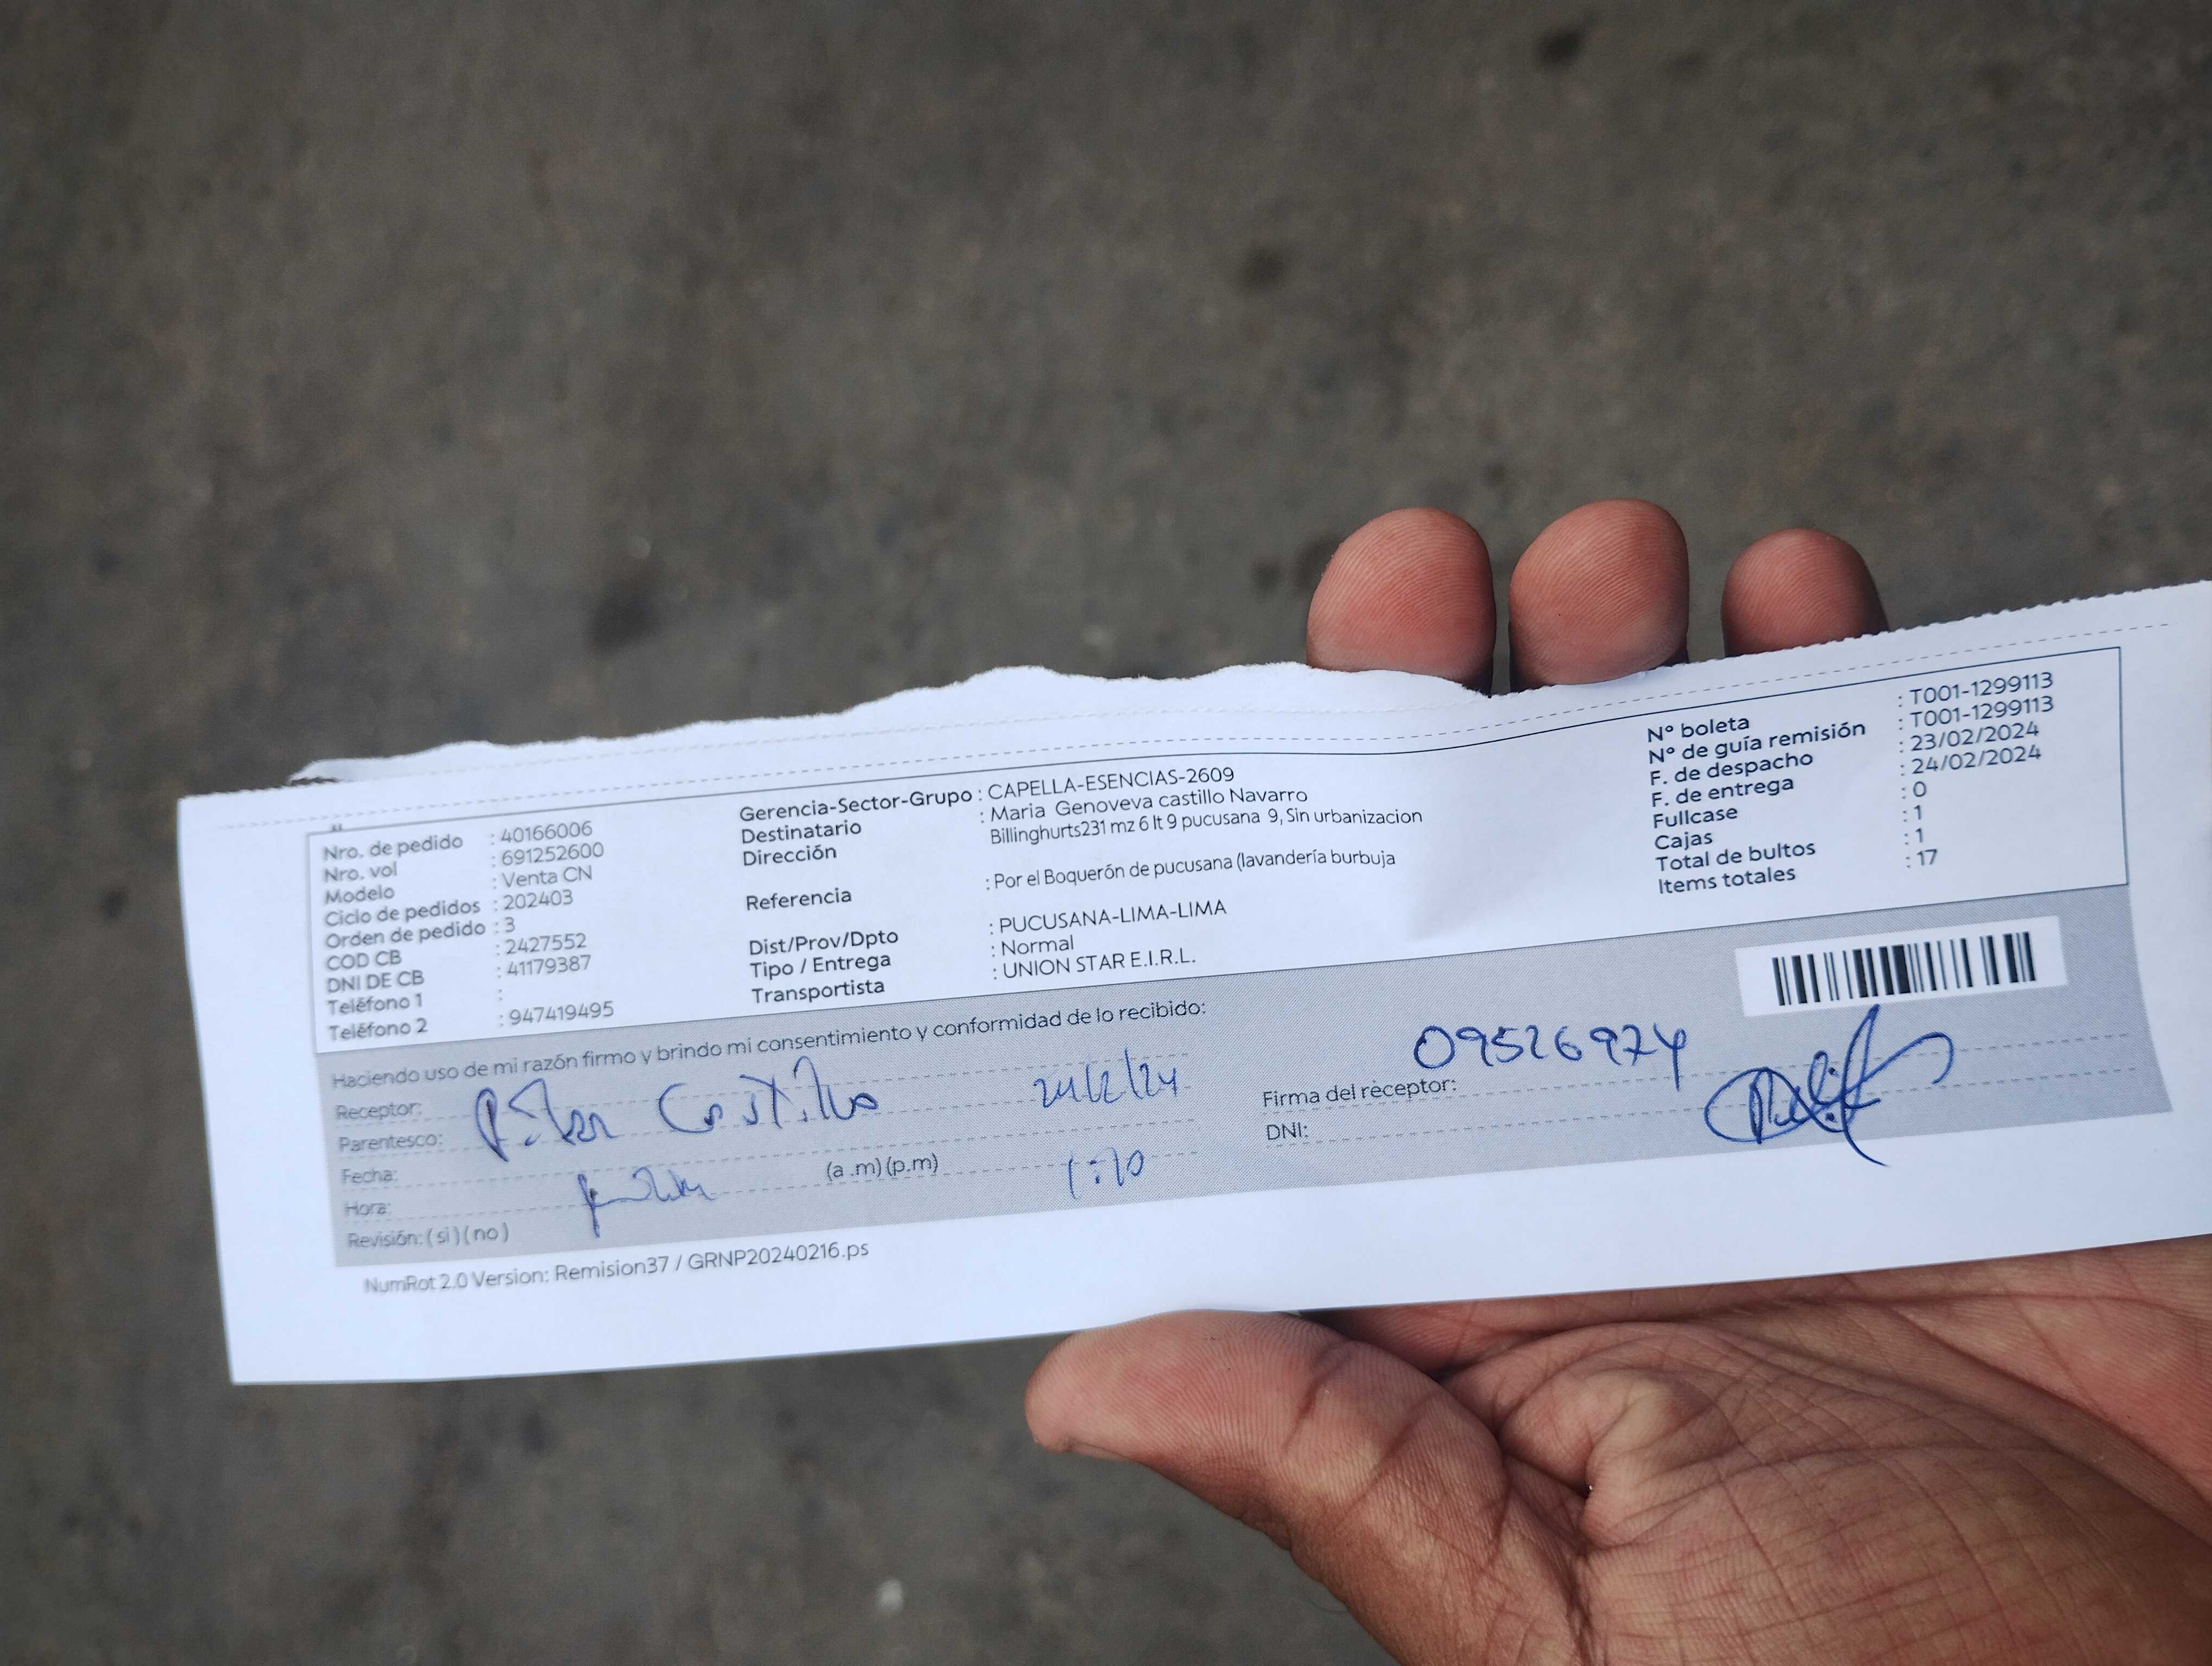 Nro. de pedido : 40166006
Nro. vol : 691252600
Modelo : Venta CN
Ciclo de pedidos : 202403
Orden de pedido : 3
COD CB : 2427552
DNI DE CB : 41179387
Teléfono 1 :
Teléfono 2 : 947419495
Gerencia-Sector-Grupo : CAPELLA-ESENCIAS-2609
Destinatario : Maria Genoveva castillo Navarro
Dirección Billinghurts231 mz 6 lt 9 pucusana 9, Sin urbanizacion
Referencia : Por el Boquerón de pucusana (lavandería burbuja
Dist/Prov/Dpto : PUCUSANA-LIMA-LIMA
Tipo / Entrega : Normal
Transportista : UNION STAR E.I.R.L.
N° boleta : T001-1299113
N° de guía remisión : T001-1299113
F. de despacho : 23/02/2024
F. de entrega : 24/02/2024
Fullcase : 0
Cajas : 1
Total de bultos : 1
Items totales : 17
Haciendo uso de mi razón firmo y brindo mi consentimiento y conformidad de lo recibido:
Receptor: Castillo 24/2/24
Parentesco:
Fecha:
Hora: (a .m) (p.m) 1:10
Revisión: ( si ) ( no )
09526974
Firma del receptor:
DNI:
NumRot 2.0 Version: Remision37 / GRNP20240216.ps